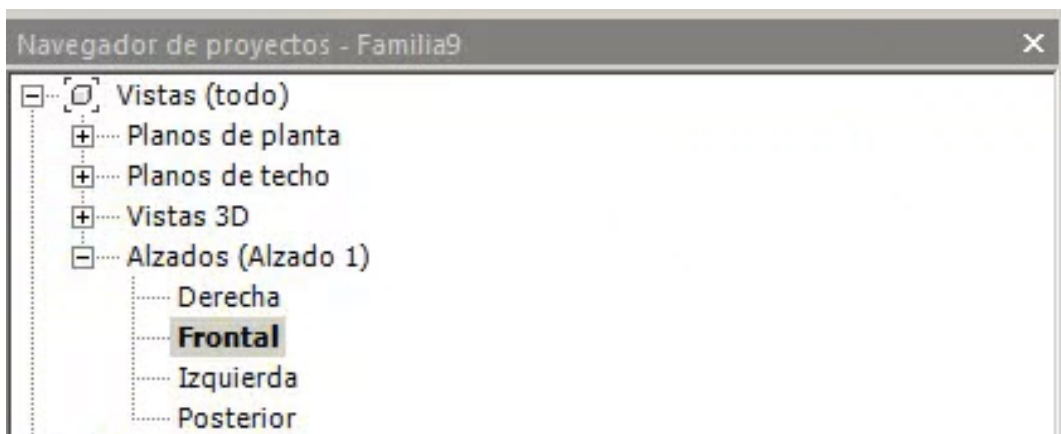 Navegador de proyectos - Familia9
Vistas (todo)
Planos de planta
Planos de techo
Vistas 3D
Alzados (Alzado 1)
Derecha
Frontal
Izquierda
Posterior